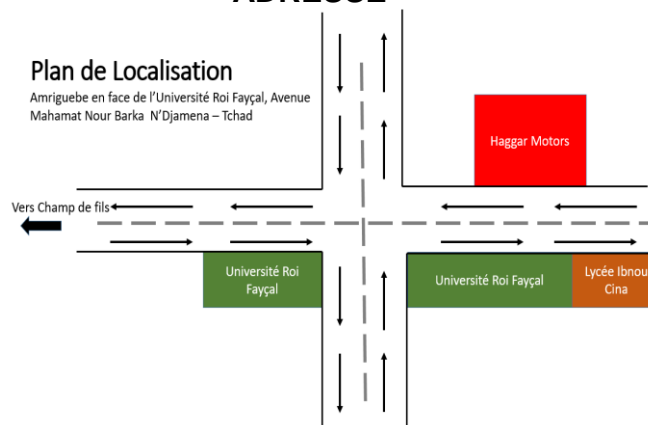 ADRESSE
Plan de Localisation
Amriguebe en face de l'Université Roi Fayçal, Avenue
Mahamat Nour Barka N'Djamena – Tchad
Haggar Motors
Vers Champ de fils
Université Roi
Fayçal
Université Roi Fayçal
Lycée Ibnou
Cina